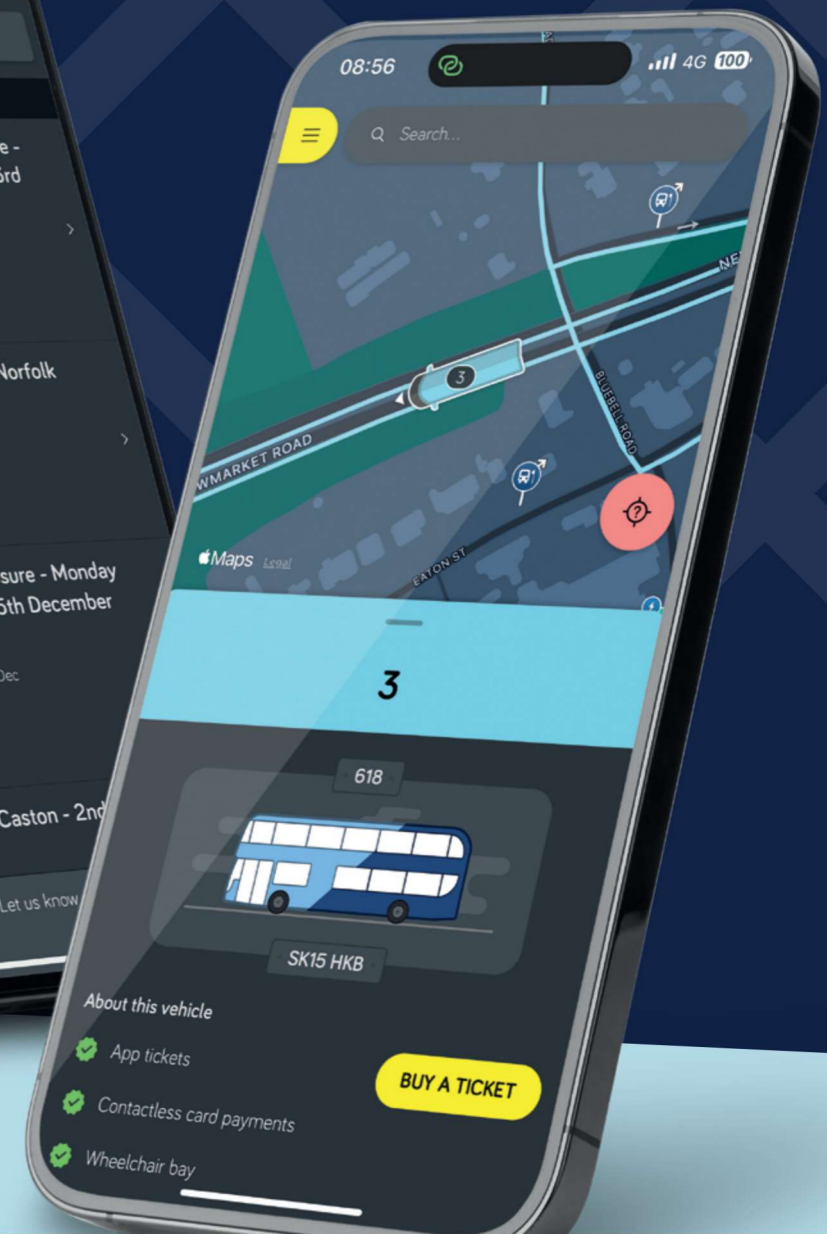 e -
3rd
Norfolk
sure - Monday
5th December
Dec
Caston - 2nd
Let us know
08:56
4G 100
Search...
NE
BLUEBELL ROAD
3
WMARKET ROAD
Maps Legal
EATON ST
3
618
SK15 HKB
About this vehicle
App tickets
Contactless card payments
Wheelchair bay
BUY A TICKET